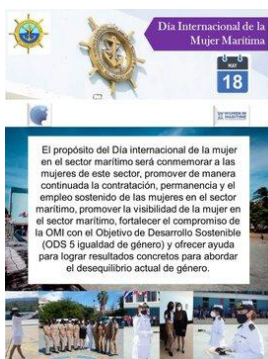 Día Internacional de la
Mujer Marítima
MAY
18
El propósito del Día internacional de la mujer
en el sector marítimo será conmemorar a las
mujeres de este sector, promover de manera
continuada la contratación, permanencia y el
empleo sostenido de las mujeres en el sector
marítimo, promover la visibilidad de la mujer en
el sector marítimo, fortalecer el compromiso de
la OMI con el Objetivo de Desarrollo Sostenible
(ODS 5 igualdad de género) y ofrecer ayuda
para lograr resultados concretos para abordar
el desequilibrio actual de género.